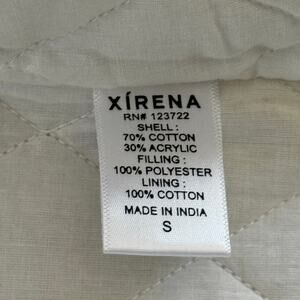 XÍRENA
RN# 123722
SHELL :
70% COTTON
30% ACRYLIC
FILLING :
100% POLYESTER
LINING :
100% COTTON
MADE IN INDIA
S